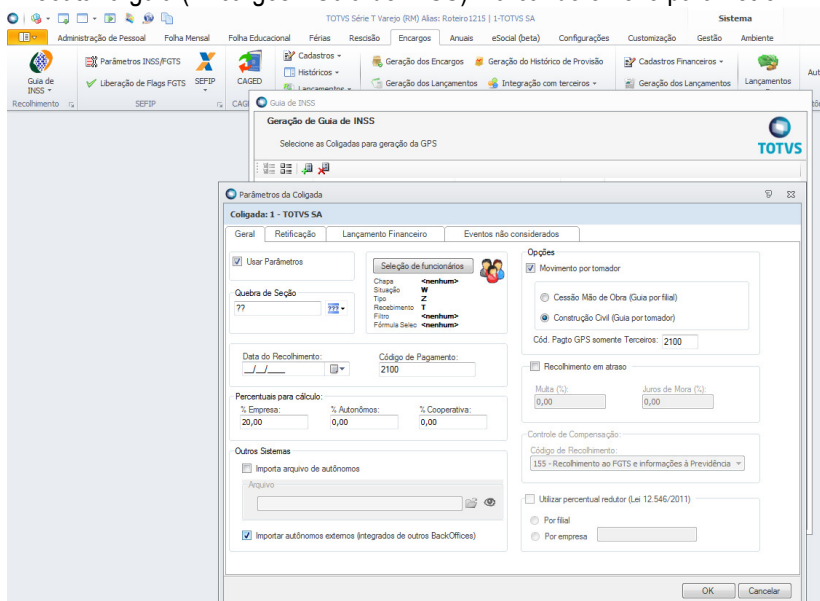 TOTVS Série T Varejo (RM) Alias: Roteiro1215 | 1-TOTVS SA
Sistema
Administração de Pessoal Folha Mensal Folha Educacional Férias Rescisão Encargos Anuais eSocial (beta) Configurações Customização Gestão Ambiente
Parâmetros INSS/FGTS
Cadastros
Geração dos Encargos
Geração do Histórico de Provisão
Cadastros Financeiros
Históricos
Guia de INSS
Liberação de Flags FGTS
SEFIP
CAGED
Lançamentos
Geração dos Lançamentos
Integração com terceiros
Geração dos Lançamentos
Lançamentos
Aut
Recolhimento
SEFIP
CAG
Guia de INSS
Geração de Guia de INSS
Selecione as Coligadas para geração da GPS
TOTVS
Parâmetros da Coligada
Coligada: 1 - TOTVS SA
Geral Retificação Lançamento Financeiro Eventos não considerados
Usar Parâmetros
Quebra de Seção
??
???
Seleção de funcionários
Chapa <nenhum>
Situação W
Tipo Z
Recebimento T
Filtro <nenhum>
Fórmula Selec <nenhum>
Opções
Movimento por tomador
Cessão Mão de Obra (Guia por filial)
Construção Civil (Guia por tomador)
Cód. Pagto GPS somente Terceiros: 2100
Data do Recolhimento:
__/__/____
Código de Pagamento:
2100
Recolhimento em atraso
Multa (%): Juros de Mora (%):
0,00 0,00
Percentuais para cálculo:
% Empresa: % Autonômos: % Cooperativa:
20,00 0,00 0,00
Controle de Compensação
Código de Recolhimento:
155 - Recolhimento ao FGTS e informações à Previdência
Outros Sistemas
Importa arquivo de autônomos
Arquivo
Importar autônomos externos (integrados de outros BackOffices)
Utilizar percentual redutor (Lei 12.546/2011)
Por filial
Por empresa
OK Cancelar